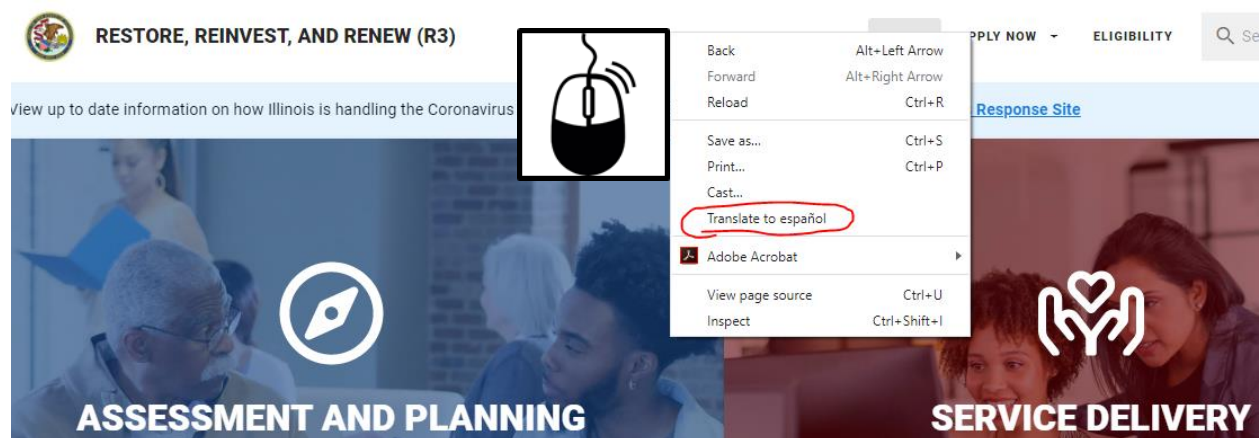 RESTORE, REINVEST, AND RENEW (R3)
PPLY NOW
ELIGIBILITY
View up to date information on how Illinois is handling the Coronavirus
Response Site
Back Alt+Left Arrow
Forward Alt+Right Arrow
Reload Ctrl+R
Save as... Ctrl+S
Print... Ctrl+P
Cast...
Translate to español
Adobe Acrobat
View page source Ctrl+U
Inspect Ctrl+Shift+I
ASSESSMENT AND PLANNING
SERVICE DELIVERY